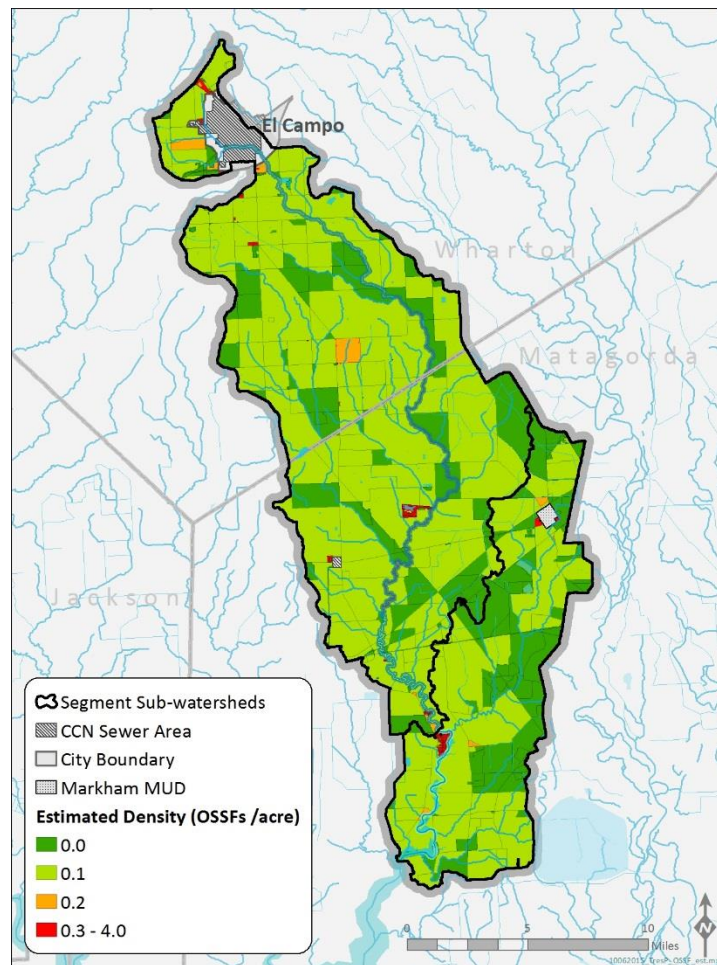 El Campo
Wharton
Matagorda
Jackson
Segment Sub-watersheds
CCN Sewer Area
City Boundary
Markham MUD
Estimated Density (OSSFs /acre)
0.0
0.1
0.2
0.3 - 4.0
N
0 5 10
Miles